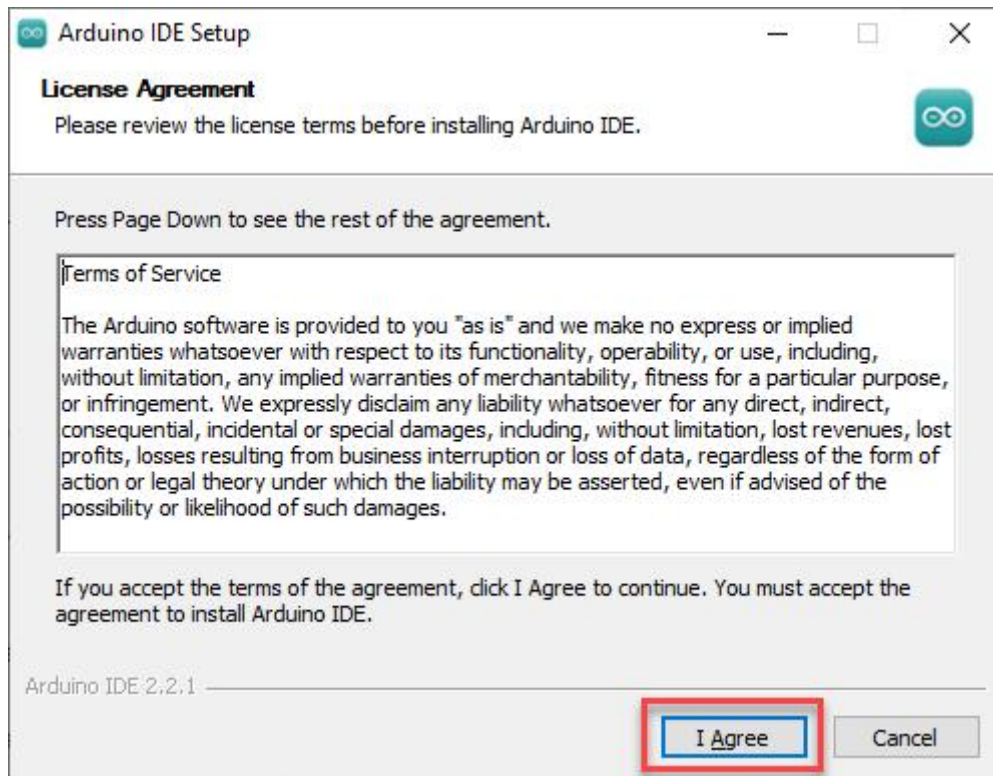 Arduino IDE Setup
License Agreement
Please review the license terms before installing Arduino IDE.
Press Page Down to see the rest of the agreement.
Terms of Service
The Arduino software is provided to you "as is" and we make no express or implied
warranties whatsoever with respect to its functionality, operability, or use, including,
without limitation, any implied warranties of merchantability, fitness for a particular purpose,
or infringement. We expressly disclaim any liability whatsoever for any direct, indirect,
consequential, incidental or special damages, including, without limitation, lost revenues, lost
profits, losses resulting from business interruption or loss of data, regardless of the form of
action or legal theory under which the liability may be asserted, even if advised of the
possibility or likelihood of such damages.
If you accept the terms of the agreement, click I Agree to continue. You must accept the
agreement to install Arduino IDE.
Arduino IDE 2.2.1
I Agree Cancel